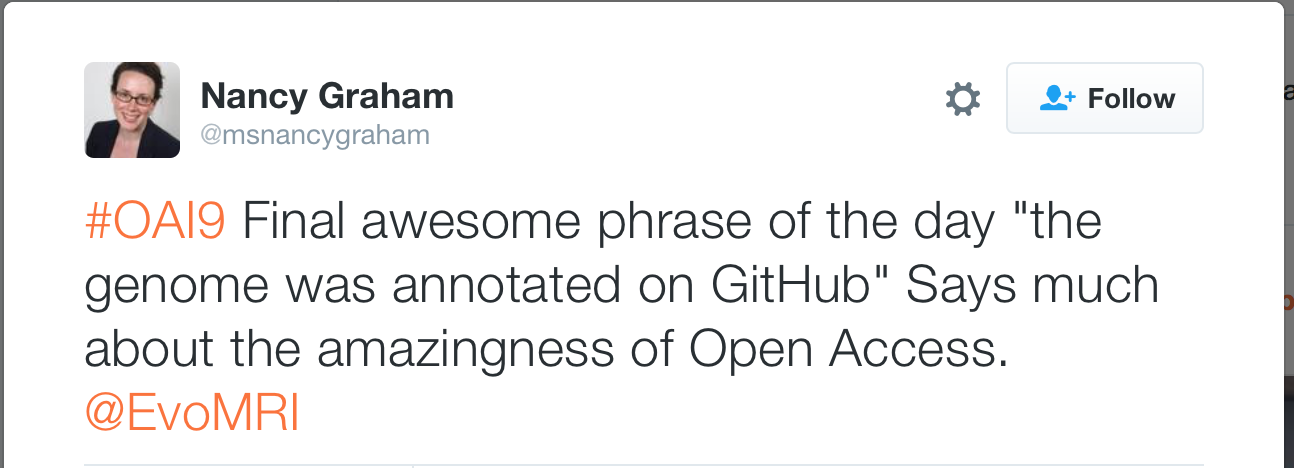 Nancy Graham
@msnancygraham
Follow
#OAI9 Final awesome phrase of the day "the
genome was annotated on GitHub" Says much
about the amazingness of Open Access.
@EvoMRI